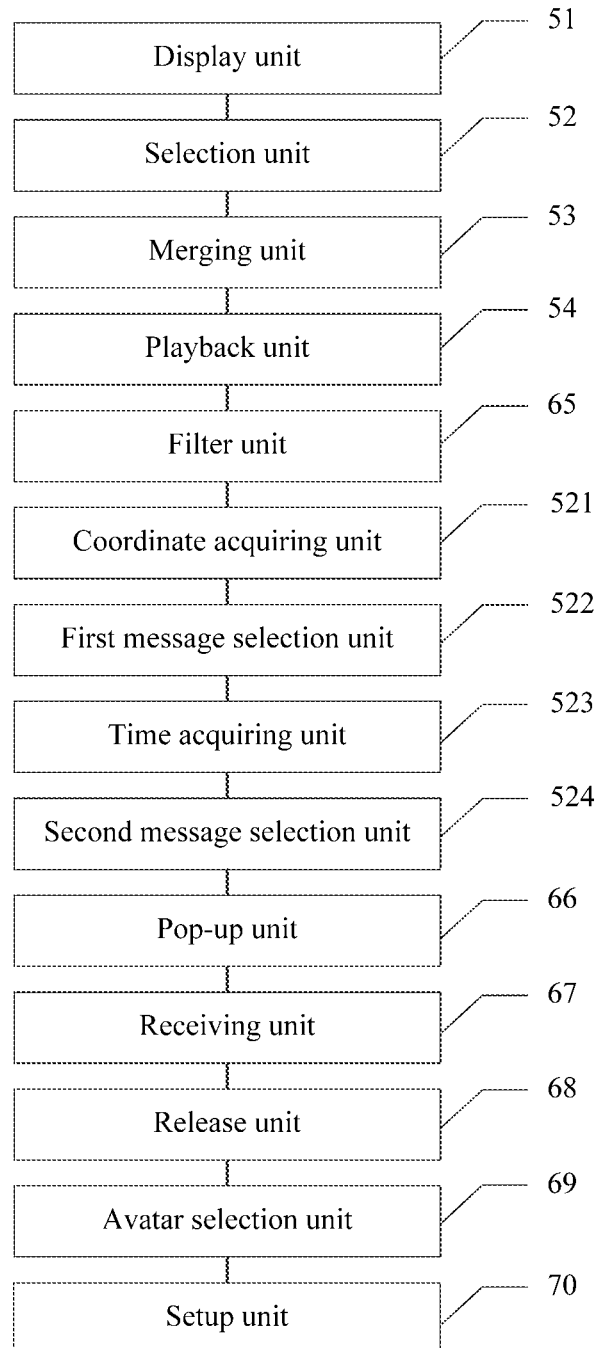 51
Display unit
52
Selection unit
53
Merging unit
54
Playback unit
65
Filter unit
521
Coordinate acquiring unit
522
First message selection unit
523
Time acquiring unit
524
Second message selection unit
66
Pop-up unit
67
Receiving unit
68
Release unit
69
Avatar selection unit
70
Setup unit